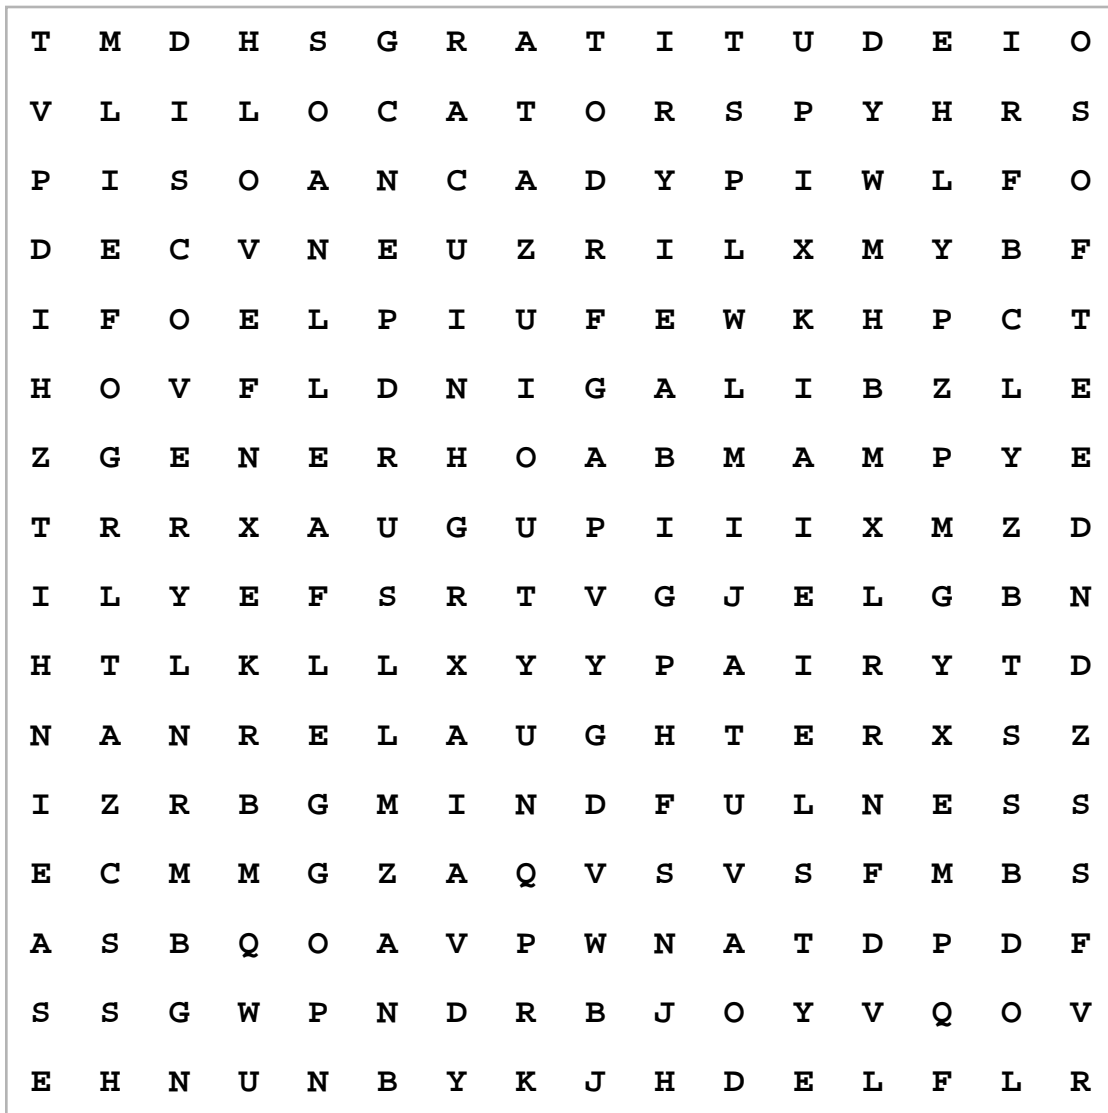 T M D H S G R A T I T U D E I O
V L I L O C A T O R S P Y H R S
P I S O A N C A D Y P I W L F O
D E C V N E U Z R I L X M Y B F
I F O E L P I U F E W K H P C T
H O V F L D N I G A L I B Z L E
Z G E N E R H O A B M A M P Y E
T R R X A U G U P I I I X M Z D
I L Y E F S R T V G J E L G B N
H T L K L L X Y Y P A I R Y T D
N A N R E L A U G H T E R X S Z
I Z R B G M I N D F U L N E S S
E C M M G Z A Q V S V S F M B S
A S B Q O A V P W N A T D P D F
S S G W P N D R B J O Y V Q O V
E H N U N B Y K J H D E L F L R